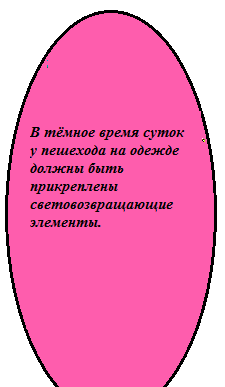 В тёмное время суток
у пешехода на одежде
должны быть
прикреплены
световозвращающие
элементы.